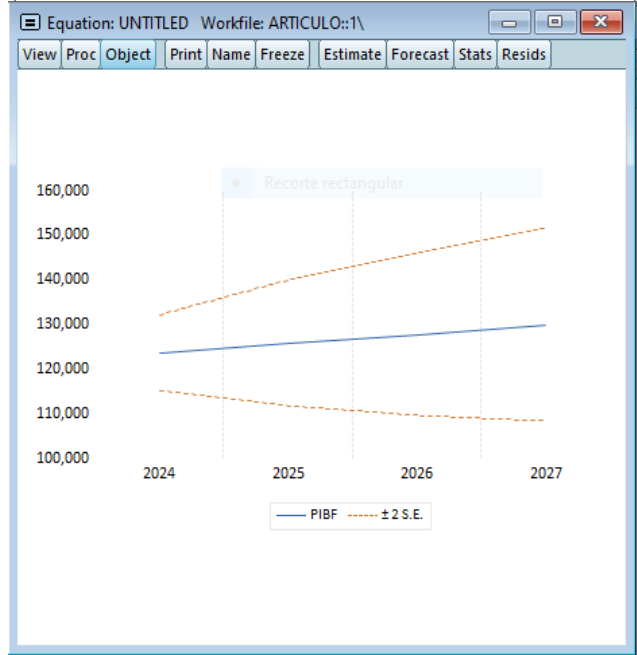 Equation: UNTITLED Workfile: ARTICULO::1\
View Proc Object Print Name Freeze Estimate Forecast Stats Resids
Recorte rectangular
160,000
150,000
140,000
130,000
120,000
110,000
100,000
2024 2025 2026 2027
PIBF ± 2 S.E.